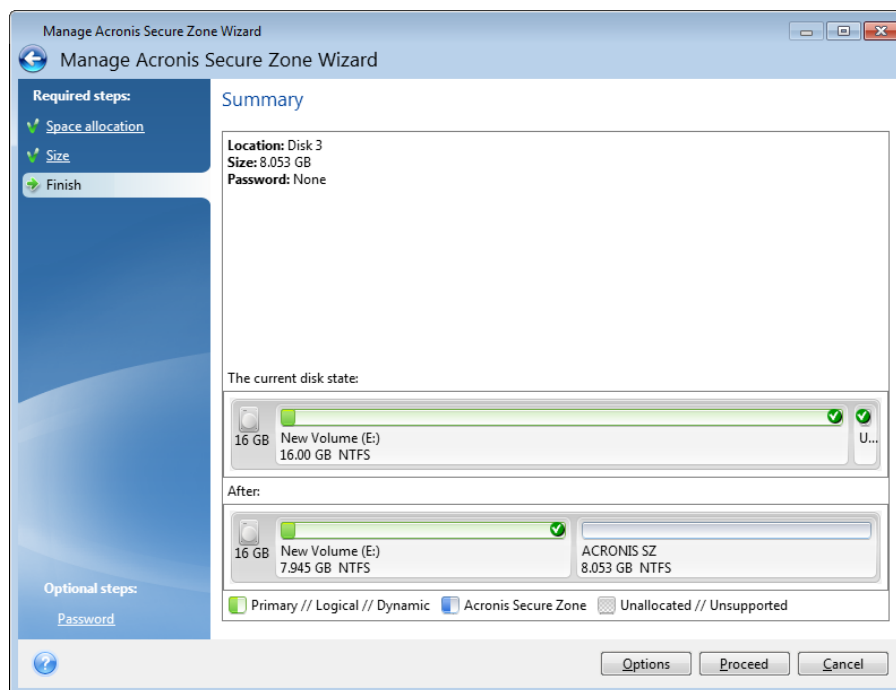 Manage Acronis Secure Zone Wizard
Manage Acronis Secure Zone Wizard
Required steps:
Space allocation
Size
Finish
Optional steps:
Password
Summary
Location: Disk 3
Size: 8.053 GB
Password: None
The current disk state:
16 GB
New Volume (E:)
16.00 GB NTFS
U...
After:
16 GB
New Volume (E:)
7.945 GB NTFS
ACRONIS SZ
8.053 GB NTFS
Primary // Logical // Dynamic
Acronis Secure Zone
Unallocated // Unsupported
Options
Proceed
Cancel